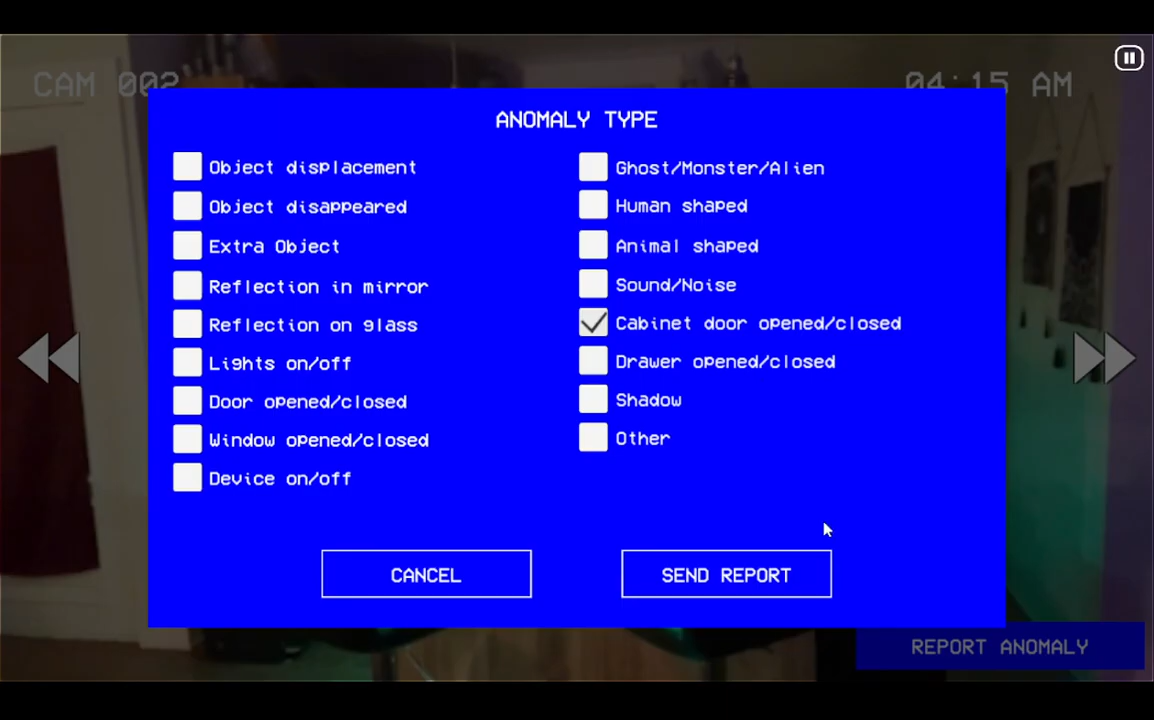 CAM 002
04:15 AM
ANOMALY TYPE
Object displacement
Object disappeared
Extra Object
Reflection in mirror
Reflection on glass
Lights on/off
Door opened/closed
Window opened/closed
Device on/off
Ghost/Monster/Alien
Human shaped
Animal shaped
Sound/Noise
Cabinet door opened/closed
Drawer opened/closed
Shadow
Other
CANCEL
SEND REPORT
REPORT ANOMALY